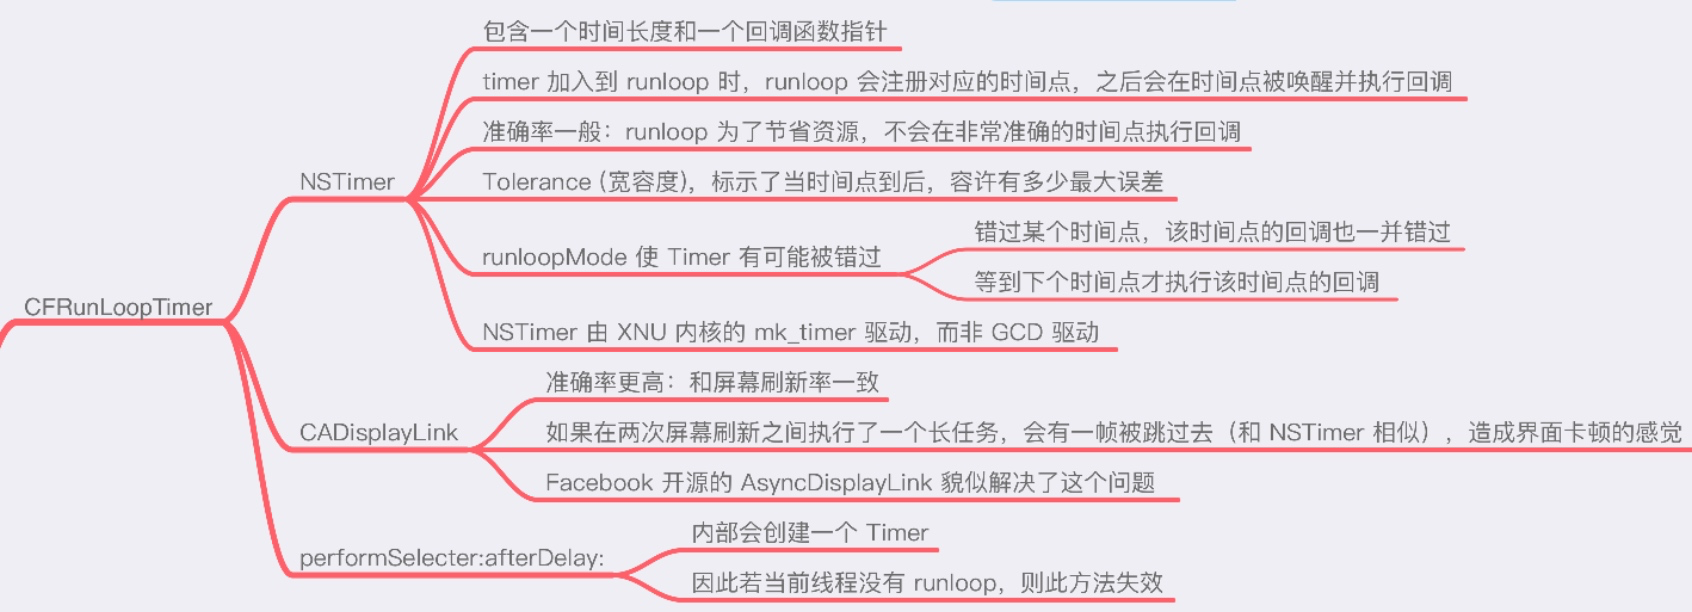 CFRunLoopTimer
NSTimer
包含一个时间长度和一个回调函数指针
timer 加入到 runloop 时，runloop 会注册对应的时间点，之后会在时间点被唤醒并执行回调
准确率一般：runloop 为了节省资源，不会在非常准确的时间点执行回调
Tolerance (宽容度)，标示了当时间点到后，容许有多少最大误差
runloopMode 使 Timer 有可能被错过
错过某个时间点，该时间点的回调也一并错过
等到下个时间点才执行该时间点的回调
NSTimer 由 XNU 内核的 mk_timer 驱动，而非 GCD 驱动
CADisplayLink
准确率更高：和屏幕刷新率一致
如果在两次屏幕刷新之间执行了一个长任务，会有一帧被跳过去（和 NSTimer 相似），造成界面卡顿的感觉
Facebook 开源的 AsyncDisplayLink 貌似解决了这个问题
performSelecter:afterDelay:
内部会创建一个 Timer
因此若当前线程没有 runloop，则此方法失效